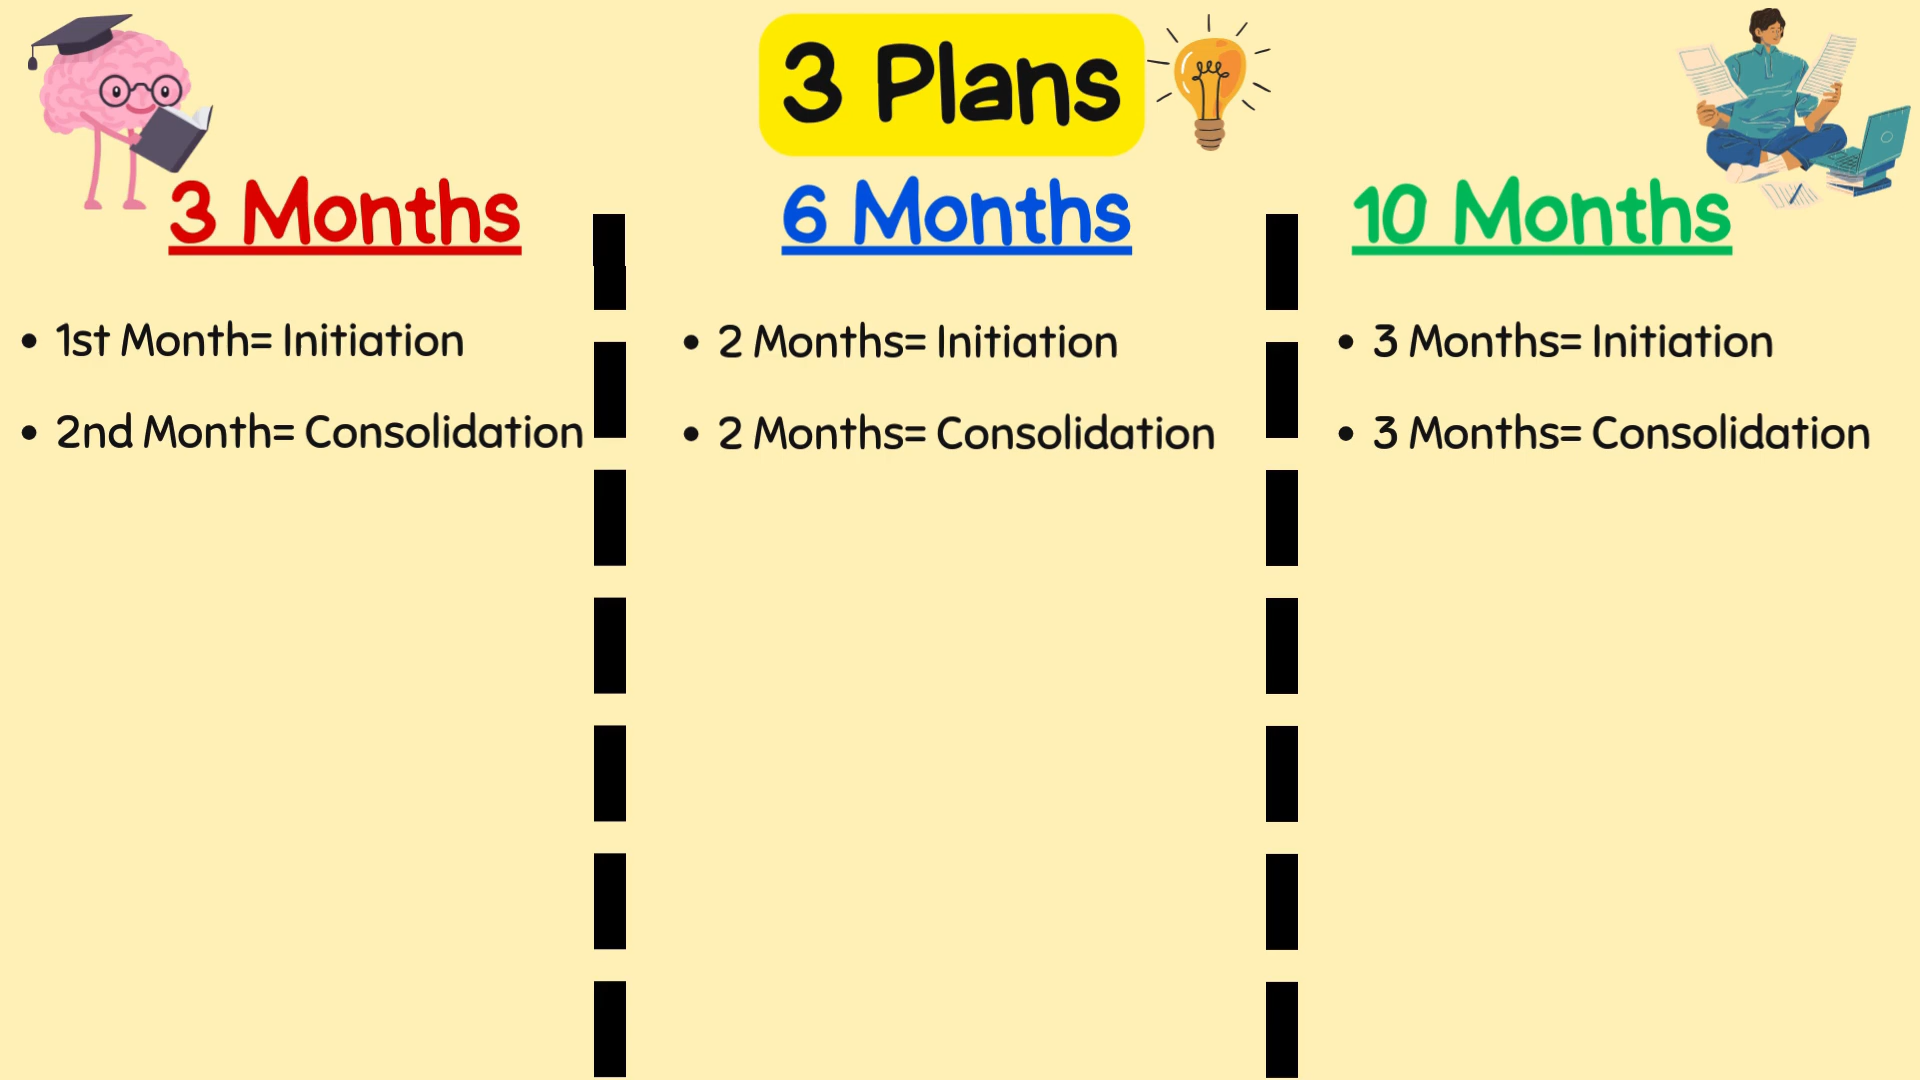 3 Plans
3 Months
• 1st Month= Initiation
• 2nd Month= Consolidation
6 Months
• 2 Months= Initiation
• 2 Months= Consolidation
10 Months
• 3 Months= Initiation
• 3 Months= Consolidation